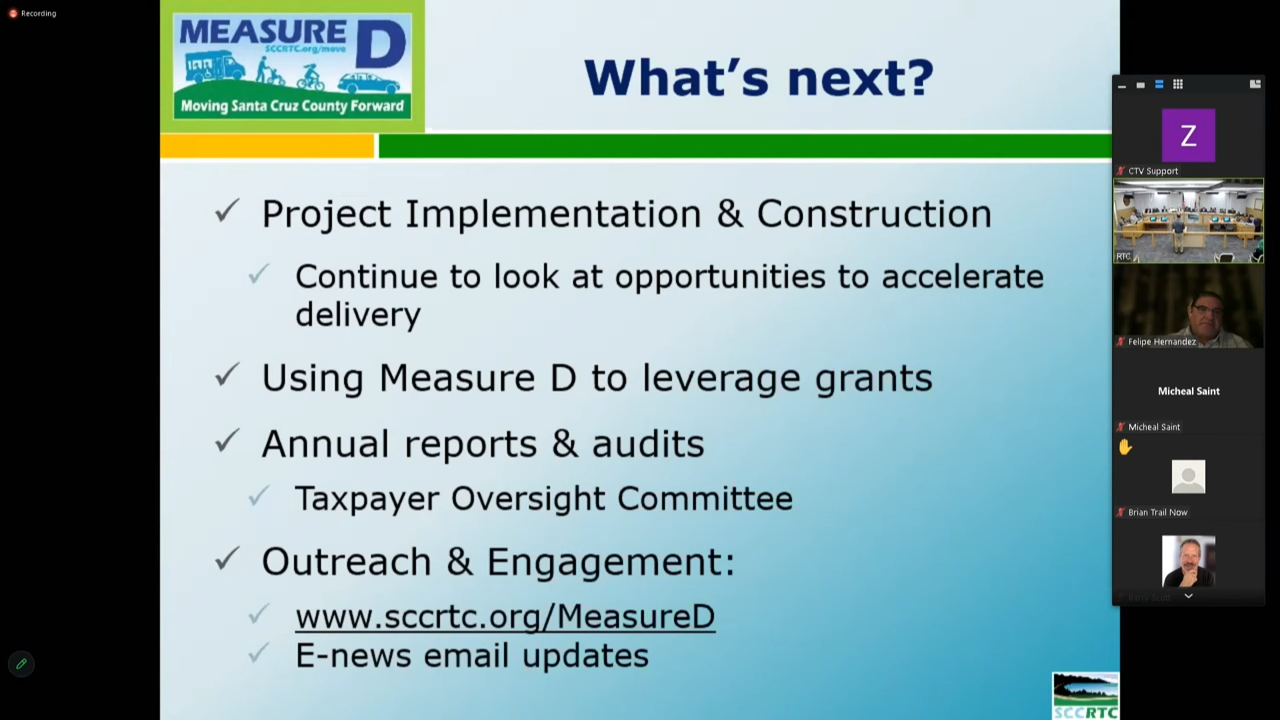 Recording
MEASURE D
SCCRTC.org/move
Moving Santa Cruz County Forward
What's next?
Project Implementation & Construction
Continue to look at opportunities to accelerate
delivery
Using Measure D to leverage grants
Annual reports & audits
Taxpayer Oversight Committee
Outreach & Engagement:
www.sccrtc.org/MeasureD
E-news email updates
SCCRTC
Z
CTV Support
RTC
Felipe Hernandez
Micheal Saint
Micheal Saint
Brian Trail Now
Barry Scott